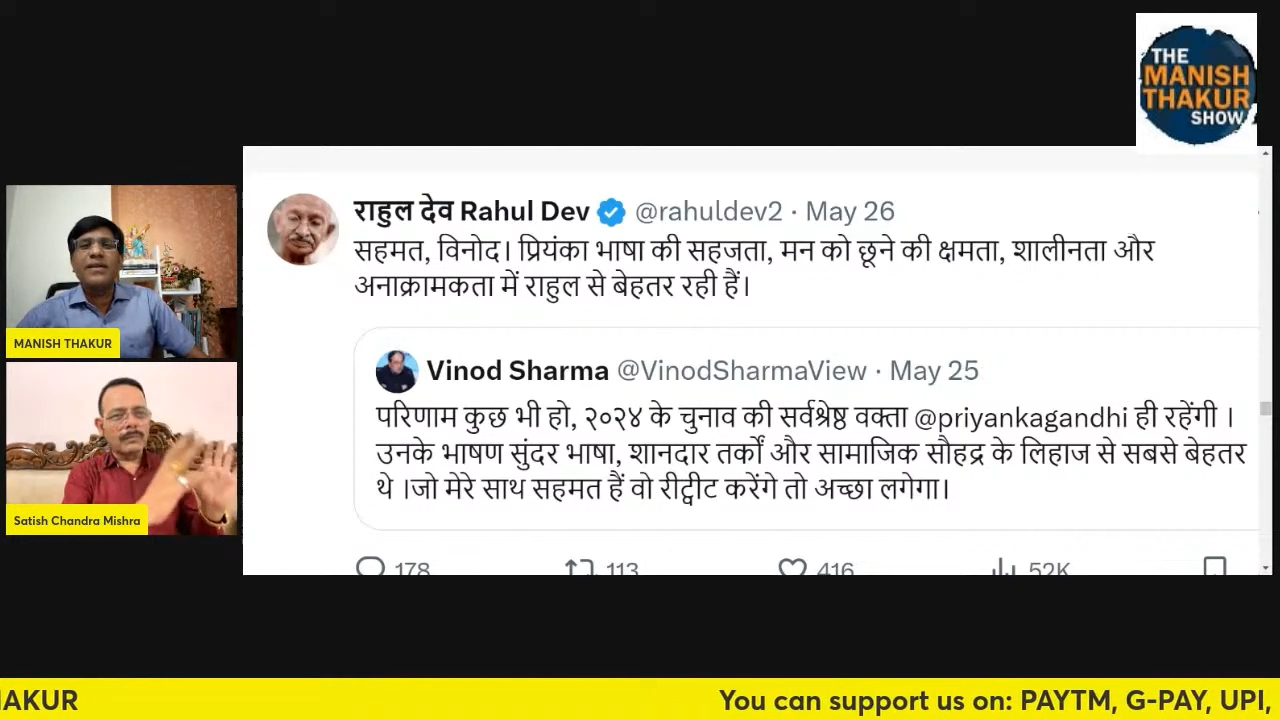 THE
MANISH
THAKUR
SHOW
राहुल देव Rahul Dev @rahuldev2 · May 26
सहमत, विनोद। प्रियंका भाषा की सहजता, मन को छूने की क्षमता, शालीनता और
अनाक्रामकता में राहुल से बेहतर रही हैं।
Vinod Sharma @VinodSharmaView · May 25
परिणाम कुछ भी हो, २०२४ के चुनाव की सर्वश्रेष्ठ वक्ता @priyankagandhi ही रहेंगी ।
उनके भाषण सुंदर भाषा, शानदार तर्कों और सामाजिक सौहद्र के लिहाज से सबसे बेहतर
थे ।जो मेरे साथ सहमत हैं वो रीट्वीट करेंगे तो अच्छा लगेगा।
178 113 416 52K
MANISH THAKUR
Satish Chandra Mishra
HAKUR You can support us on: PAYTM, G-PAY, UPI,